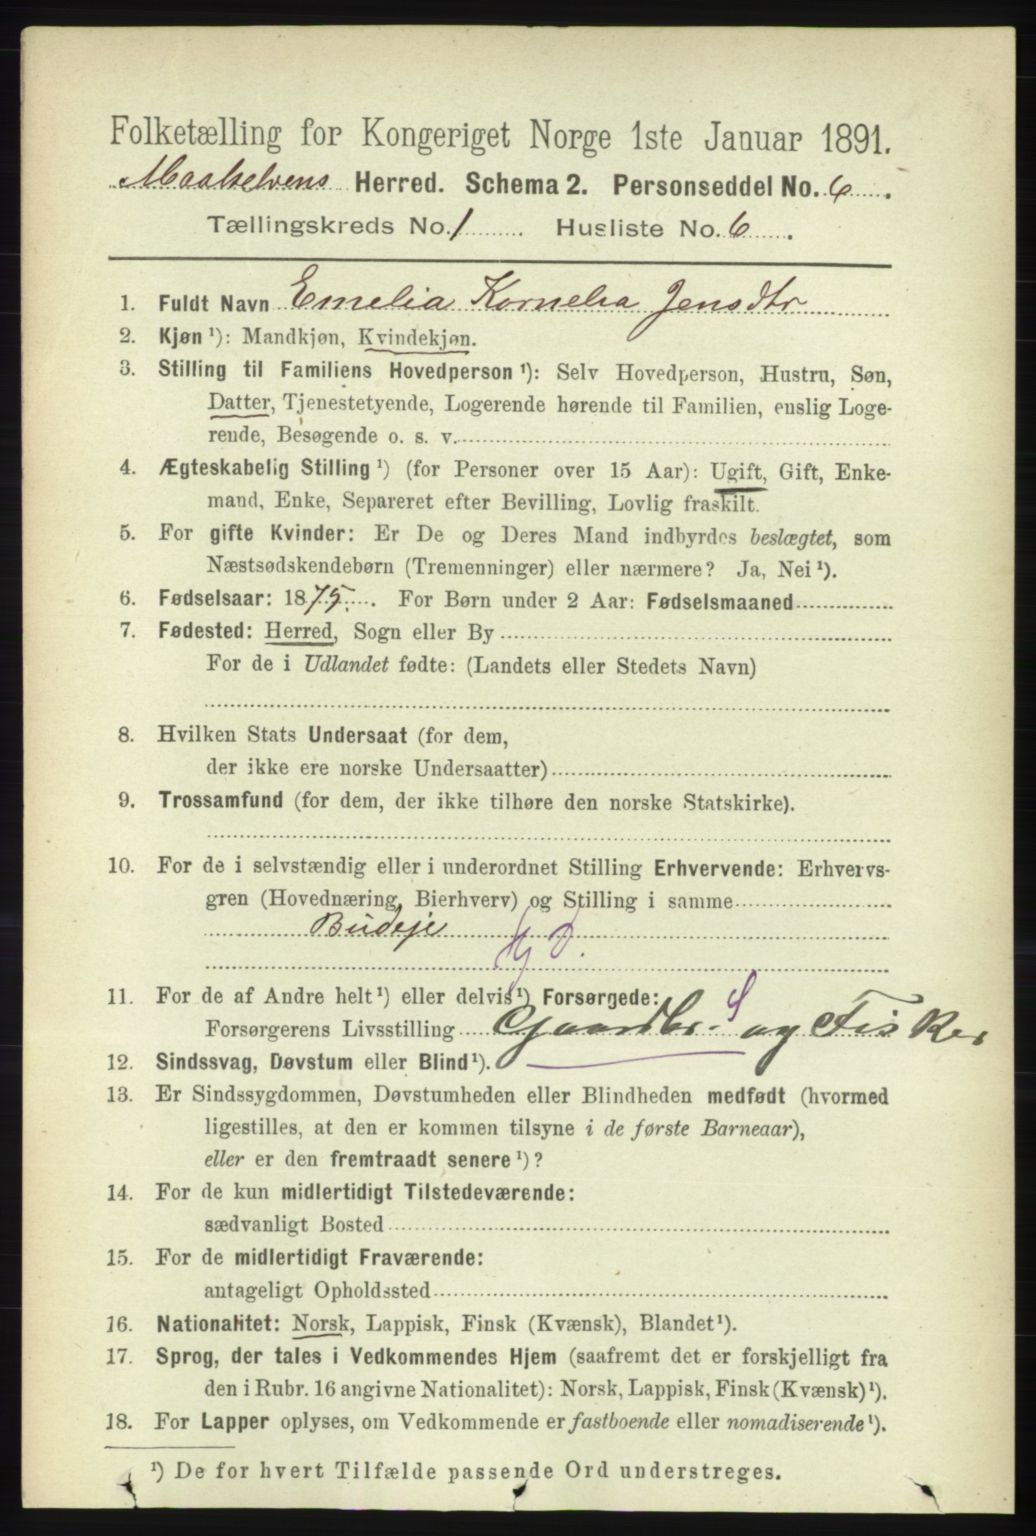 Folketælling for Kongeriget Norge 1ste Januar 1891.
Maalselvens Herred. Schema 2. Personseddel No. 6
Tællingskreds No. 1 Husliste No. 6
1. Fuldt Navn Emelia Kornelia Jensdtr
2. Kjøn ¹): Mandkjøn, Kvindekjøn.
3. Stilling til Familiens Hovedperson ¹): Selv Hovedperson, Hustru, Søn,
Datter, Tjenestetyende, Logerende hørende til Familien, enslig Loge-
rende, Besøgende o. s. v.
4. Ægteskabelig Stilling ¹) (for Personer over 15 Aar): Ugift, Gift, Enke-
mand, Enke, Separeret efter Bevilling, Lovlig fraskilt.
5. For gifte Kvinder: Er De og Deres Mand indbyrdes beslægtet, som
Næstsødskendebørn (Tremenninger) eller nærmere? Ja, Nei ¹).
6. Fødselsaar: 1875. For Børn under 2 Aar: Fødselsmaaned
7. Fødested: Herred, Sogn eller By
For de i Udlandet fødte: (Landets eller Stedets Navn)
8. Hvilken Stats Undersaat (for dem,
der ikke ere norske Undersaatter)
9. Trossamfund (for dem, der ikke tilhøre den norske Statskirke).
10. For de i selvstændig eller i underordnet Stilling Erhvervende: Erhvervs-
gren (Hovednæring, Bierhverv) og Stilling i samme
Budeje
11. For de af Andre helt ¹) eller delvis ¹) Forsørgede: S
Forsørgerens Livsstilling Gaardbr. og Fisker
12. Sindssvag, Døvstum eller Blind ¹).
13. Er Sindssygdommen, Døvstumheden eller Blindheden medfødt (hvormed
ligestilles, at den er kommen tilsyne i de første Barneaar),
eller er den fremtraadt senere ¹)?
14. For de kun midlertidigt Tilstedeværende:
sædvanligt Bosted
15. For de midlertidigt Fraværende:
antageligt Opholdssted
16. Nationalitet: Norsk, Lappisk, Finsk (Kvænsk), Blandet ¹).
17. Sprog, der tales i Vedkommendes Hjem (saafremt det er forskjelligt fra
den i Rubr. 16 angivne Nationalitet): Norsk, Lappisk, Finsk (Kvænsk) ¹).
18. For Lapper oplyses, om Vedkommende er fastboende eller nomadiserende ¹).
¹) De for hvert Tilfælde passende Ord understreges.